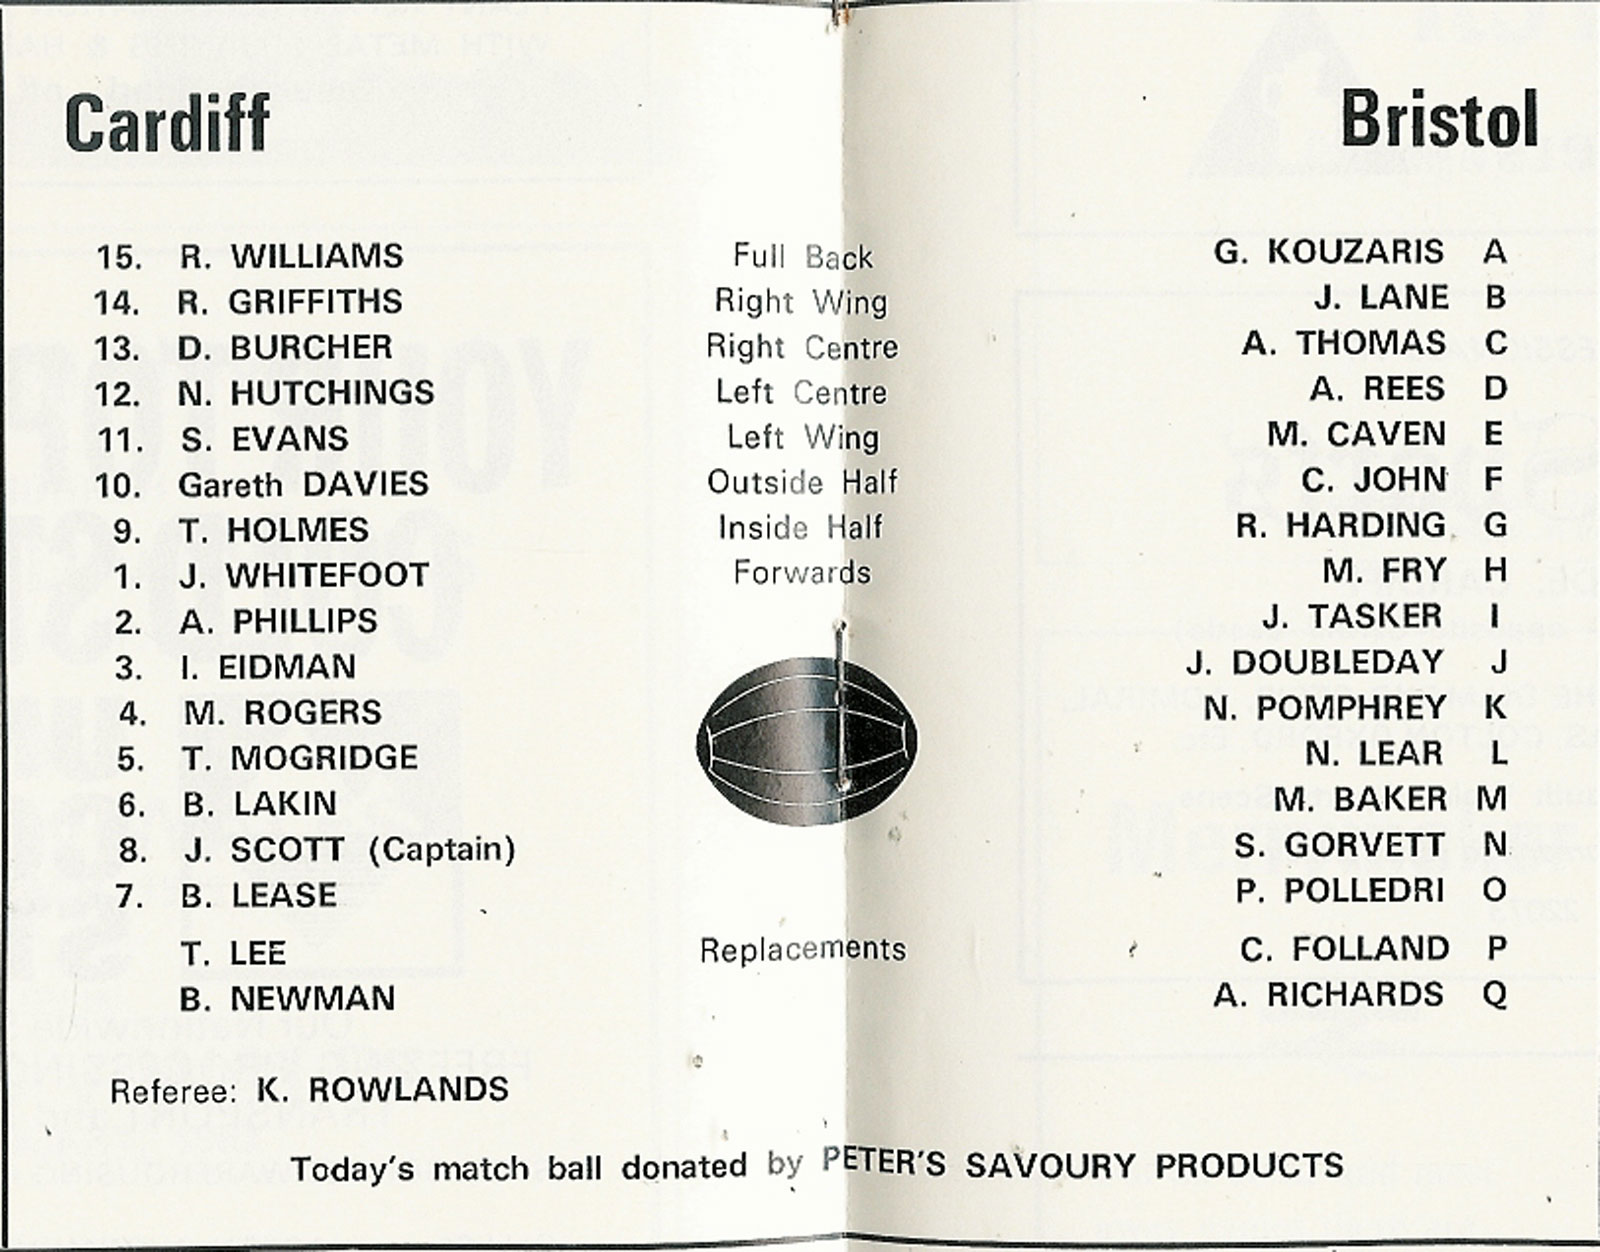 Cardiff Bristol
15. R. WILLIAMS Full Back G. KOUZARIS A
14. R. GRIFFITHS Right Wing J. LANE B
13. D. BURCHER Right Centre A. THOMAS C
12. N. HUTCHINGS Left Centre A. REES D
11. S. EVANS Left Wing M. CAVEN E
10. Gareth DAVIES Outside Half C. JOHN F
9. T. HOLMES Inside Half R. HARDING G
1. J. WHITEFOOT Forwards M. FRY H
2. A. PHILLIPS J. TASKER I
3. I. EIDMAN J. DOUBLEDAY J
4. M. ROGERS N. POMPHREY K
5. T. MOGRIDGE N. LEAR L
6. B. LAKIN M. BAKER M
8. J. SCOTT (Captain) S. GORVETT N
7. B. LEASE P. POLLEDRI O
T. LEE Replacements C. FOLLAND P
B. NEWMAN A. RICHARDS Q
Referee: K. ROWLANDS
Today's match ball donated by PETER'S SAVOURY PRODUCTS